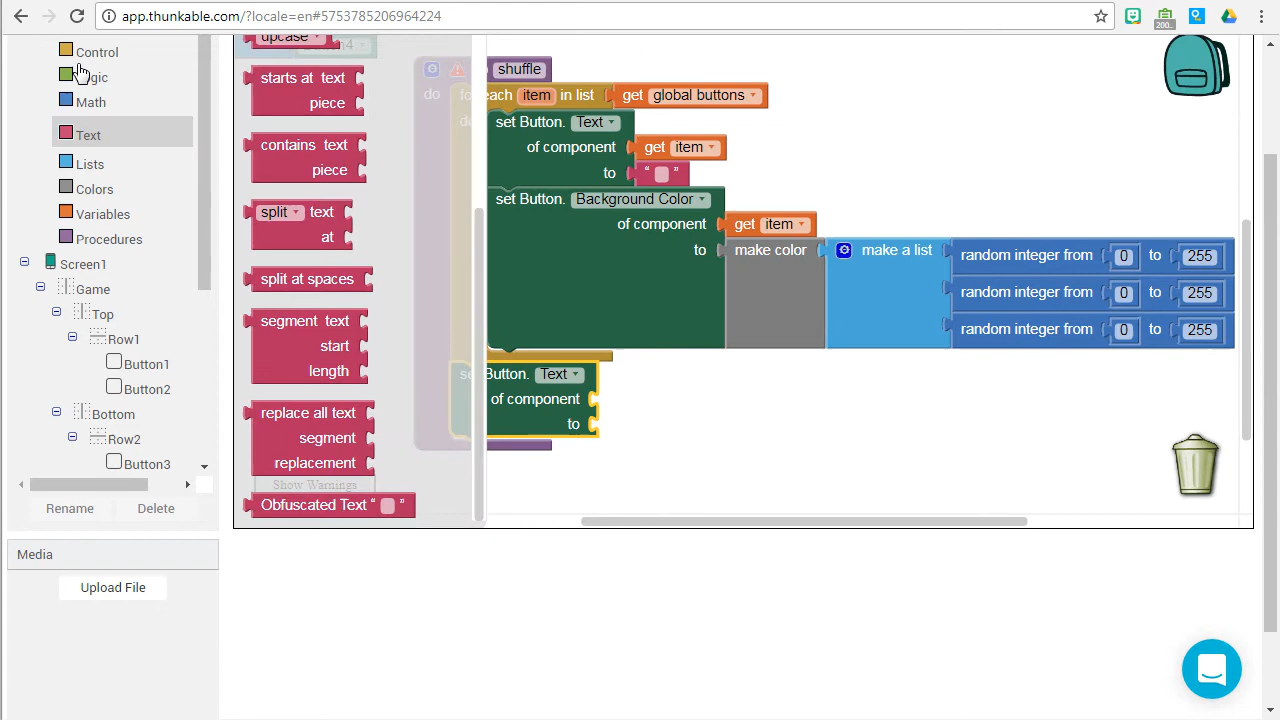 app.thunkable.com/?locale=en#5753785206964224
200..
Control
gic
Math
Text
Lists
Colors
Variables
Procedures
Screen1
Game
Top
Row1
Button1
Button2
Bottom
Row2
Button3
Rename
Delete
Media
Upload File
upcase
starts at text
piece
contains text
piece
split text
at
split at spaces
segment text
start
length
replace all text
segment
replacement
Show Warnings
Obfuscated Text “ ”
shuffle
do
each item in list get global buttons
set Button. Text
of component get item
to “ ”
set Button. Background Color
of component get item
to make color make a list random integer from 0 to 255
random integer from 0 to 255
random integer from 0 to 255
set Button. Text
of component
to